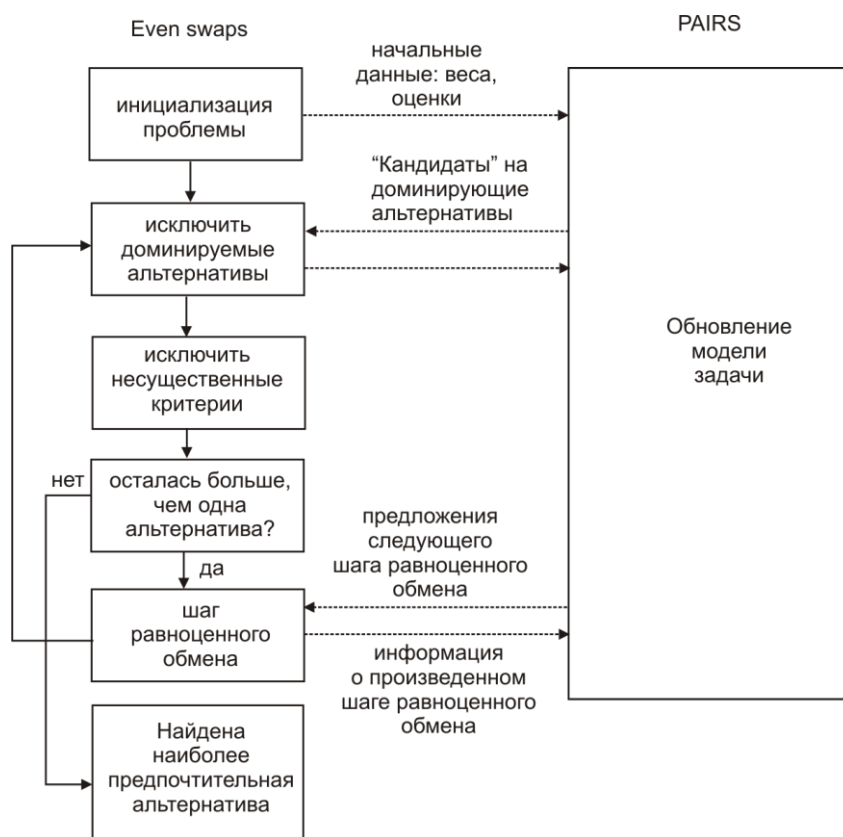 Even swaps
PAIRS
начальные
данные: веса,
оценки
инициализация
проблемы
“Кандидаты” на
доминирующие
альтернативы
исключить
доминируемые
альтернативы
Обновление
модели
задачи
исключить
несущественные
критерии
нет
осталась больше,
чем одна
альтернатива?
да
предложения
следующего
шага равноценного
обмена
шаг
равноценного
обмена
информация
о произведенном
шаге равноценного
обмена
Найдена
наиболее
предпочтительная
альтернатива